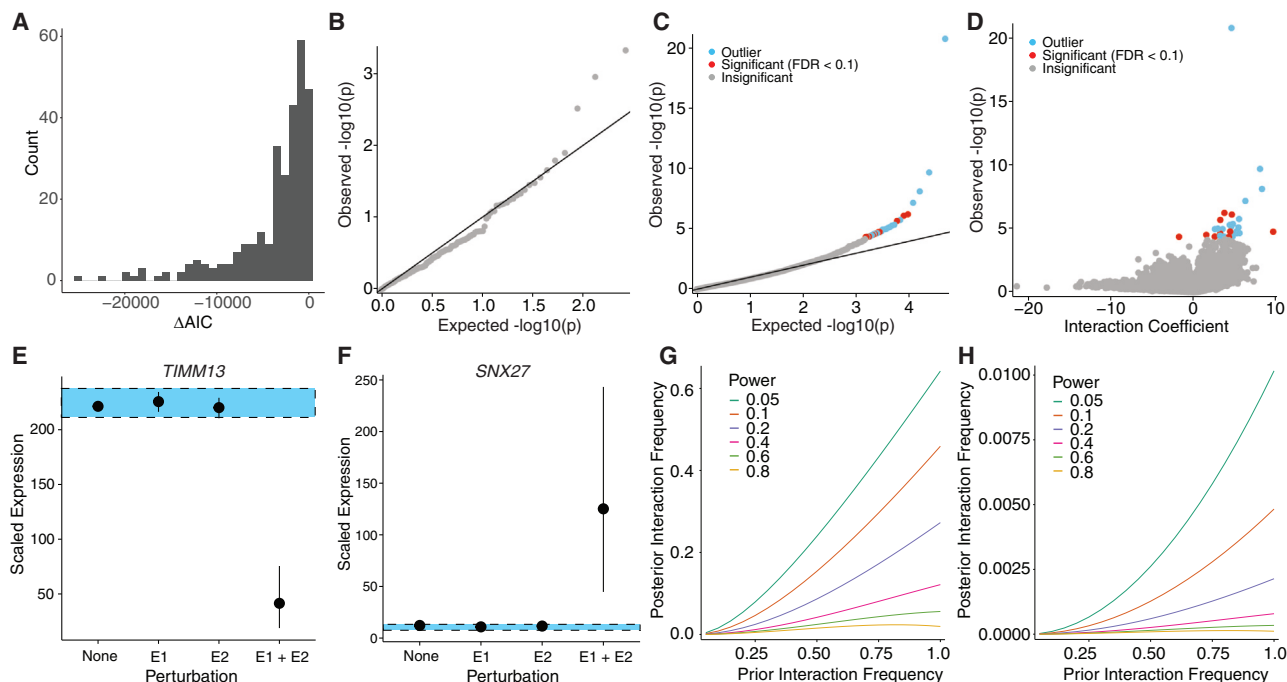 A
60
40
20
0
Count
−20000
−10000
0
ΔAIC
B
3
2
1
0
Observed -log10(p)
0.0
0.5
1.0
1.5
2.0
Expected -log10(p)
C
20
15
10
5
0
Observed -log10(p)
Outlier
Significant (FDR < 0.1)
Insignificant
0
1
2
3
4
Expected -log10(p)
D
20
15
10
5
0
Observed -log10(p)
Outlier
Significant (FDR < 0.1)
Insignificant
-20
-10
0
10
Interaction Coefficient
E
TIMM13
200
150
100
50
Scaled Expression
None
E1
E2
E1 + E2
Perturbation
F
SNX27
250
200
150
100
50
0
Scaled Expression
None
E1
E2
E1 + E2
Perturbation
G
0.6
0.4
0.2
0.0
Posterior Interaction Frequency
Power
0.05
0.1
0.2
0.4
0.6
0.8
0.25
0.50
0.75
1.0
Prior Interaction Frequency
H
0.0100
0.0075
0.0050
0.0025
0.0000
Posterior Interaction Frequency
Power
0.05
0.1
0.2
0.4
0.6
0.8
0.25
0.50
0.75
1.0
Prior Interaction Frequency